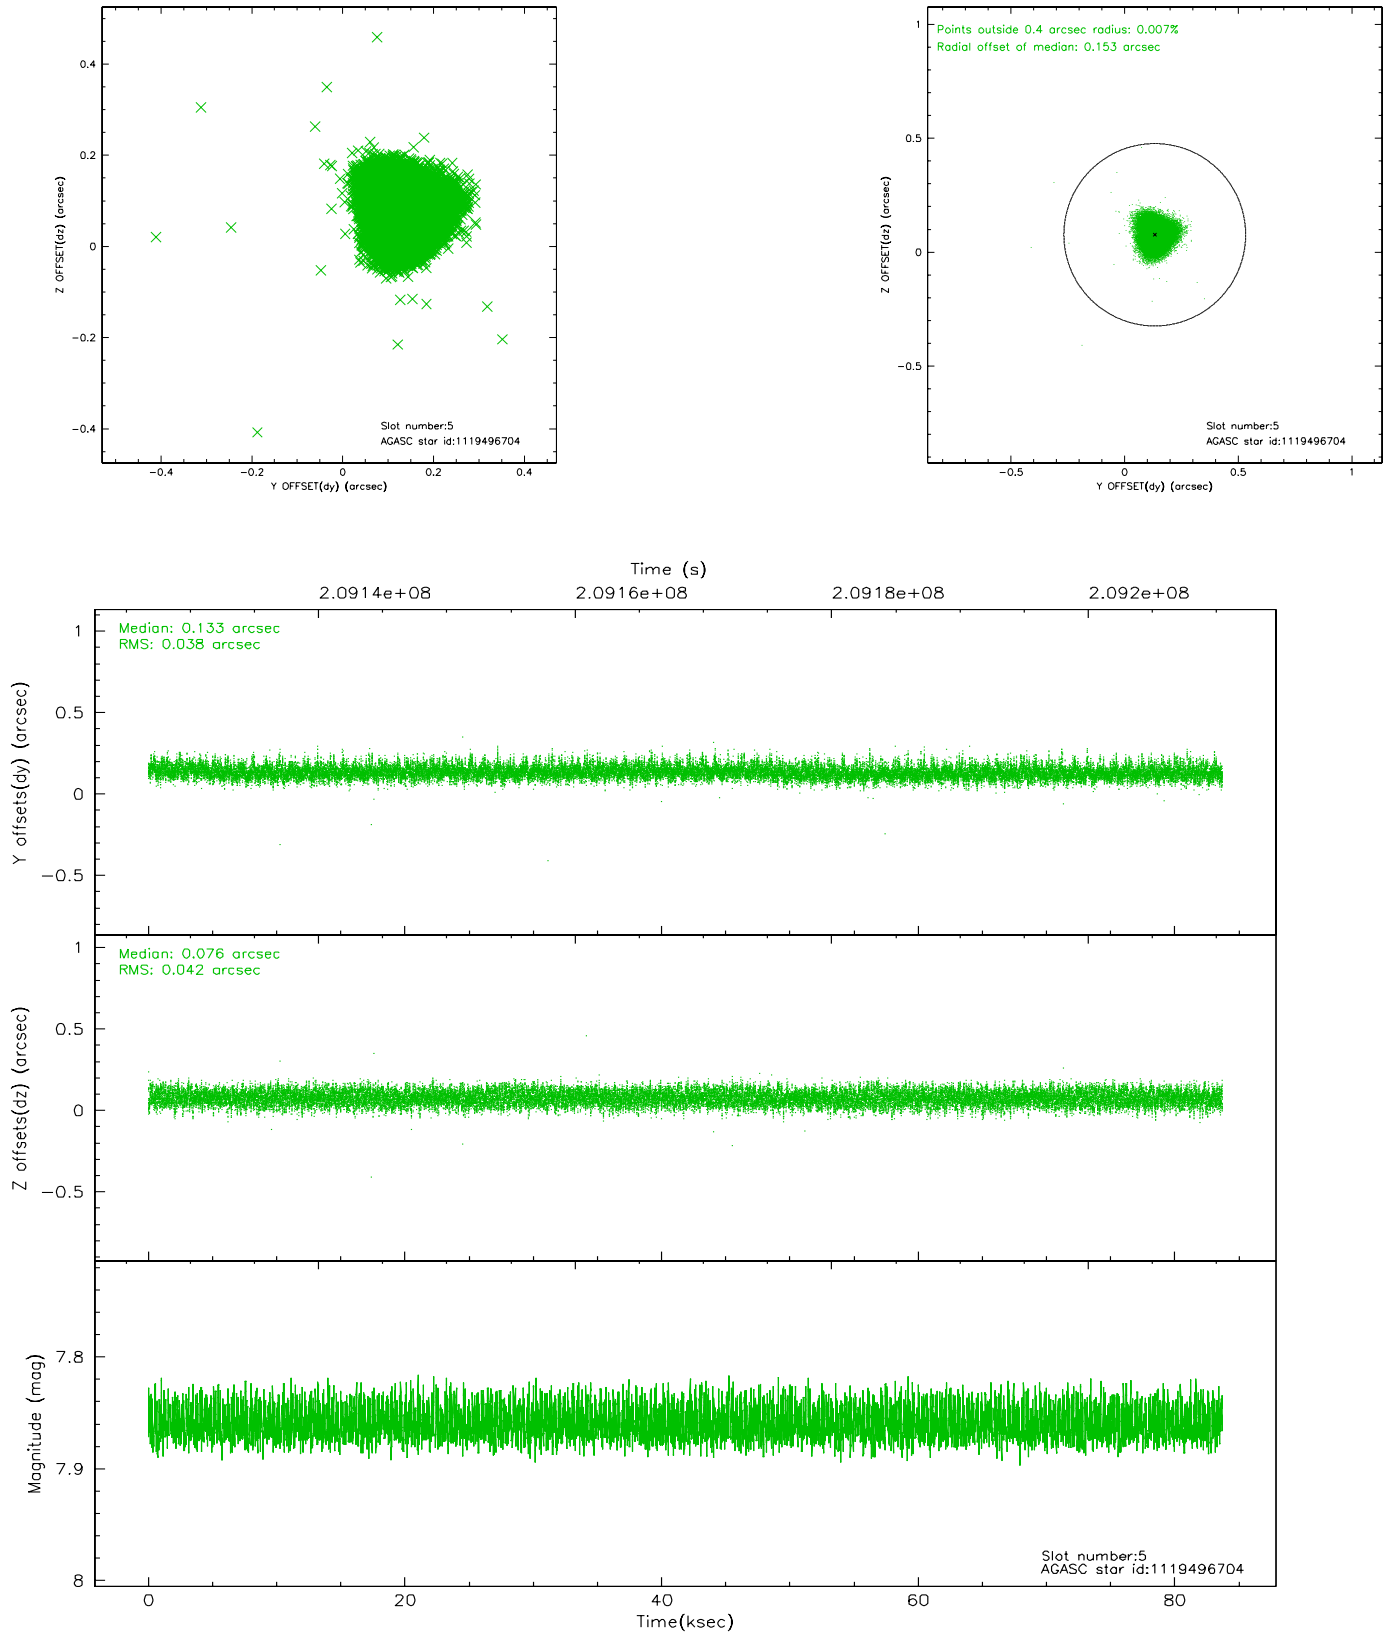 0.4
0.2
0
−0.2
−0.4
Z OFFSET(dz) (arcsec)
Slot number:5
AGASC star id:1119496704
−0.4
−0.2
0
0.2
0.4
Y OFFSET(dy) (arcsec)
Points outside 0.4 arcsec radius: 0.007%
Radial offset of median: 0.153 arcsec
1
0.5
0
−0.5
Z OFFSET(dz) (arcsec)
Slot number:5
AGASC star id:1119496704
−0.5
0
0.5
1
Y OFFSET(dy) (arcsec)
Time (s)
2.0914e+08
2.0916e+08
2.0918e+08
2.092e+08
Median: 0.133 arcsec
RMS: 0.038 arcsec
1
0.5
0
−0.5
Y offsets(dy) (arcsec)
Median: 0.076 arcsec
RMS: 0.042 arcsec
1
0.5
0
−0.5
Z offsets(dz) (arcsec)
7.8
7.9
8
Magnitude (mag)
Slot number:5
AGASC star id:1119496704
0
20
40
60
80
Time(ksec)